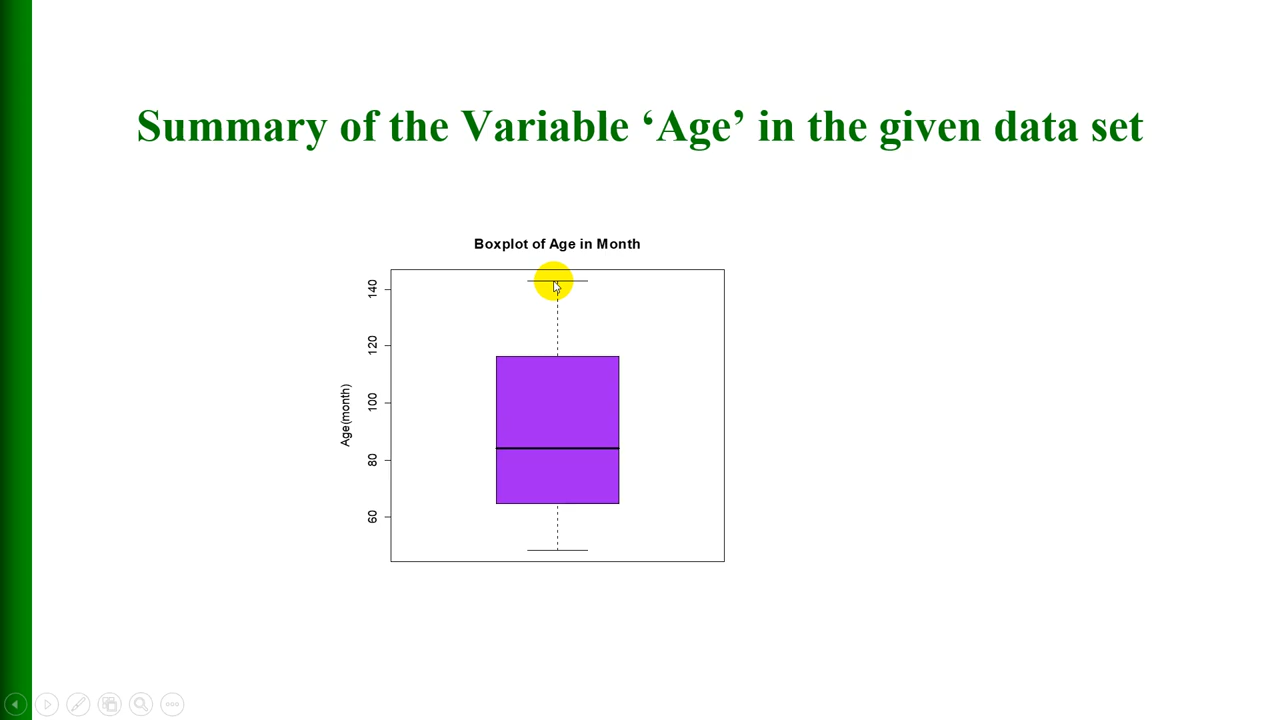 Summary of the Variable ‘Age’ in the given data set
Boxplot of Age in Month
Age(month)
140
120
100
80
60